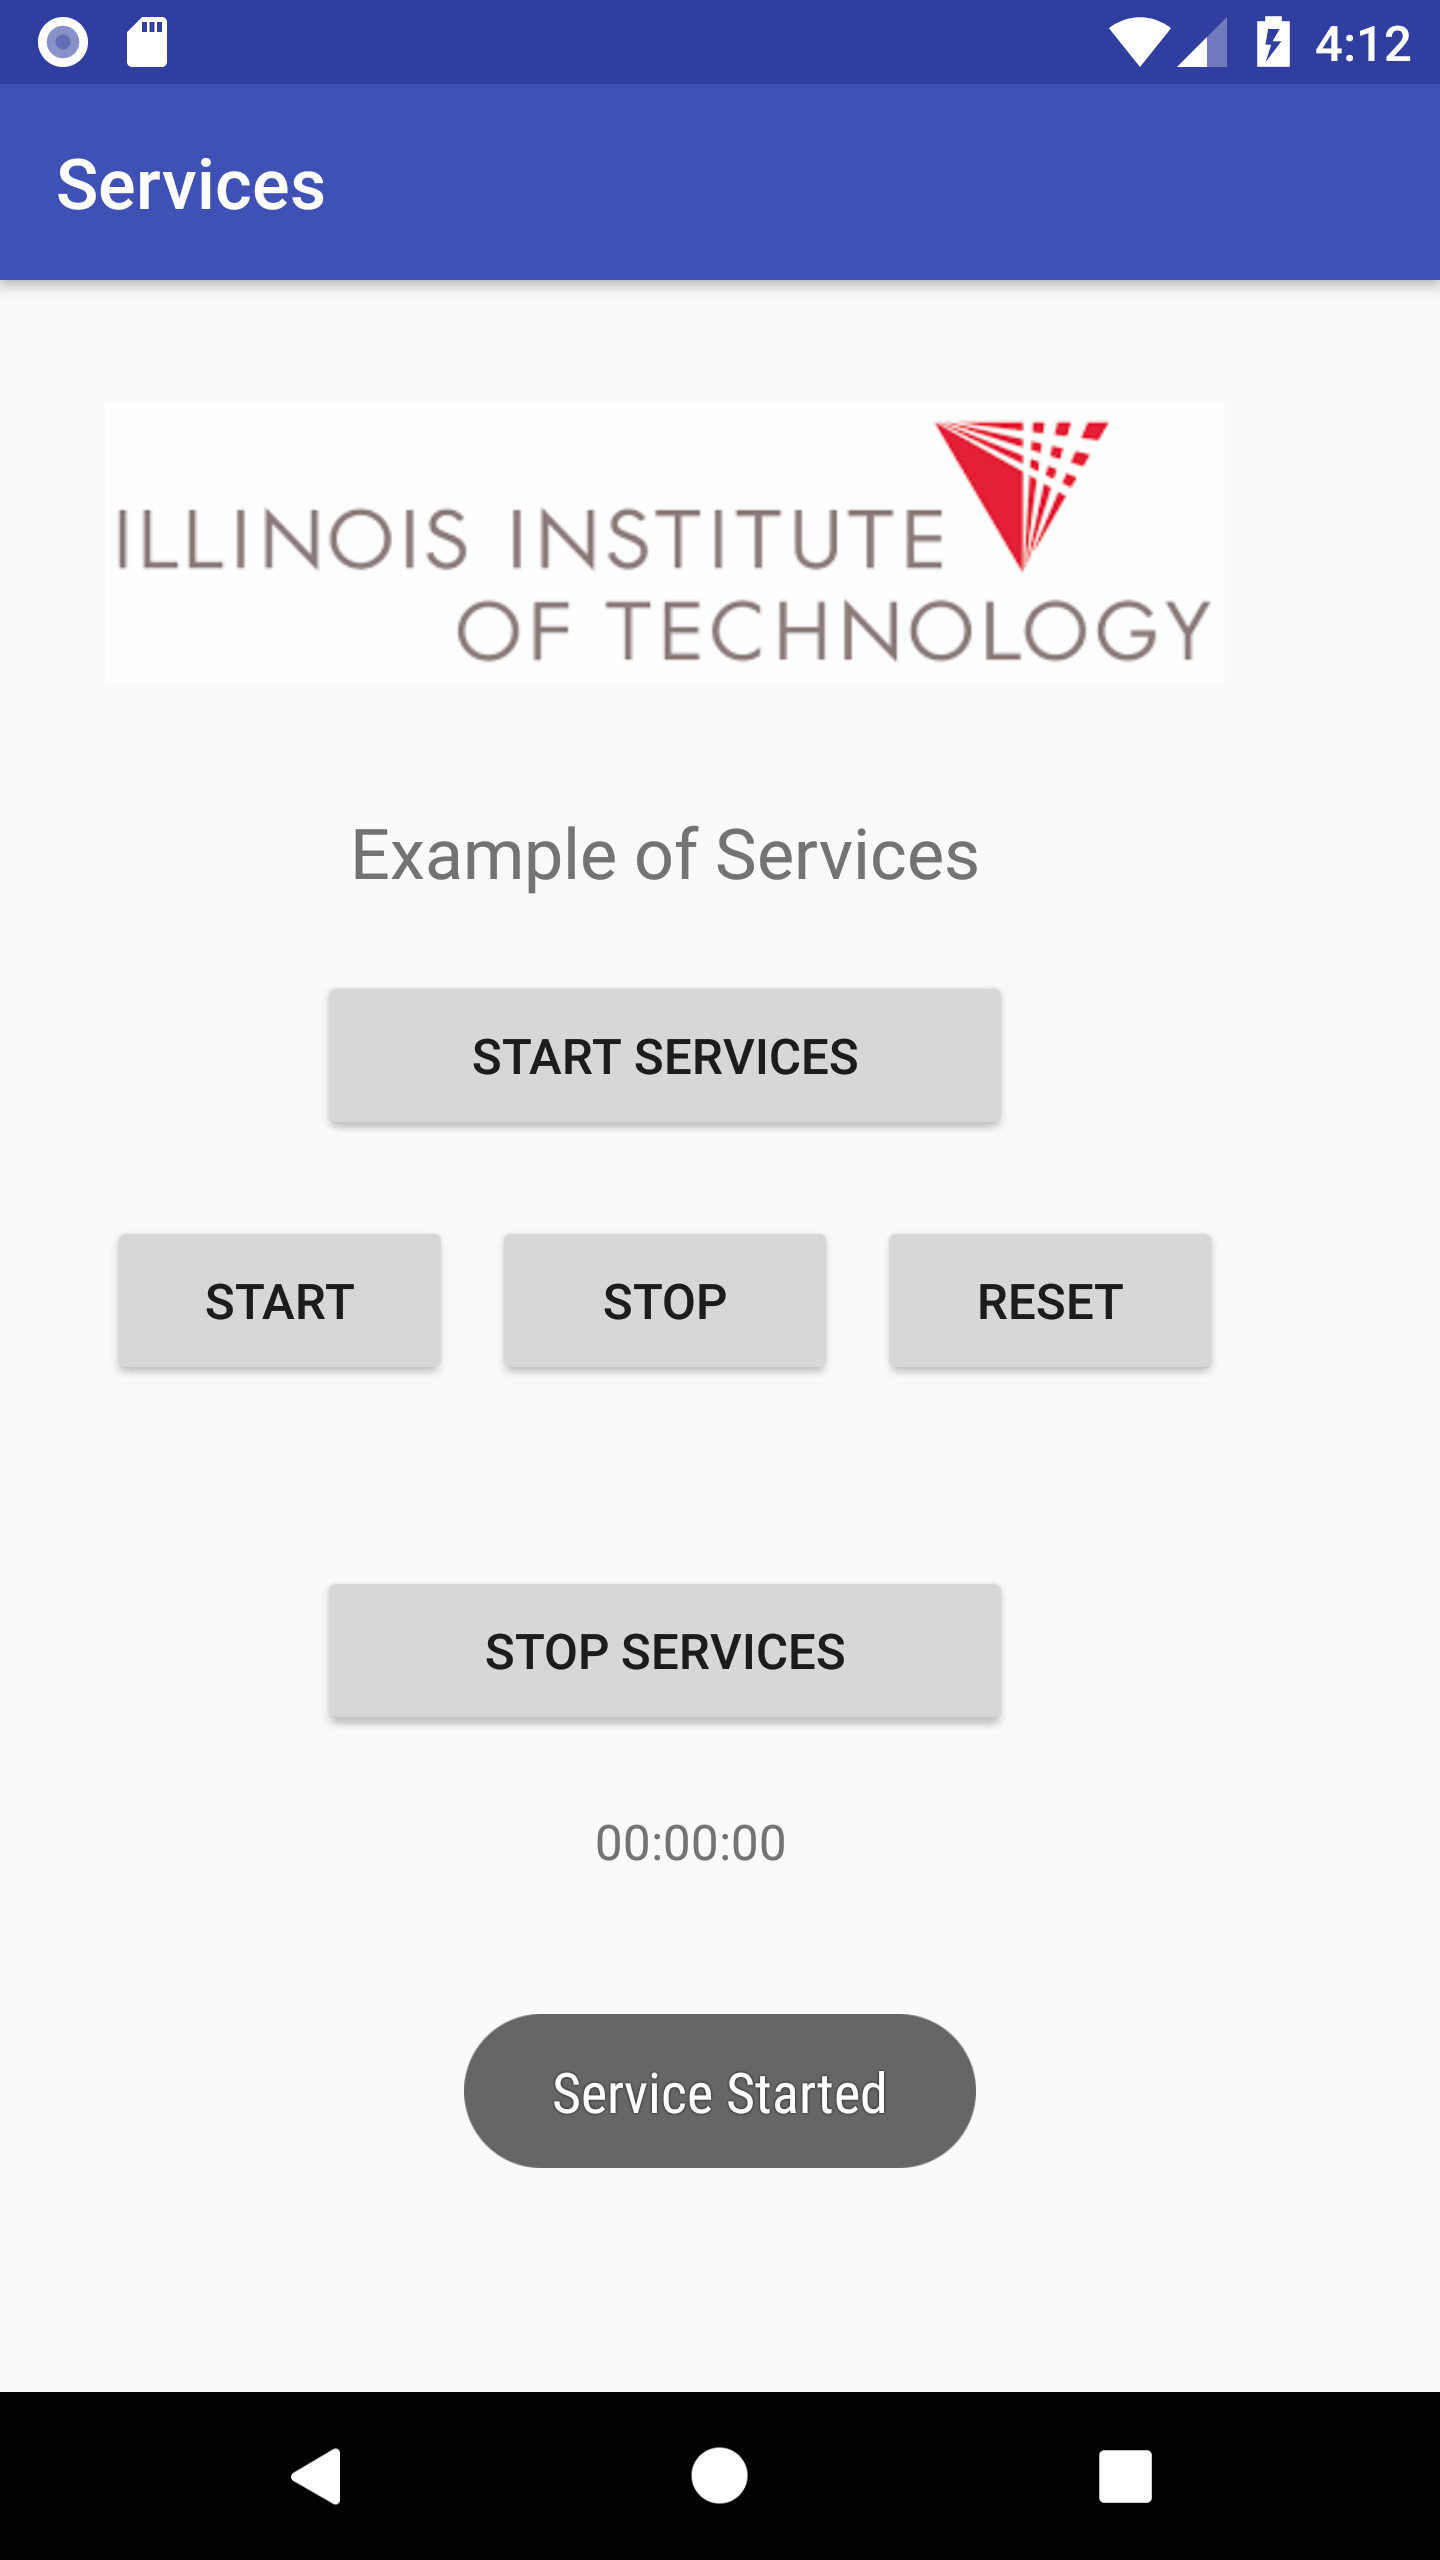 4:12
Services
ILLINOIS INSTITUTE
OF TECHNOLOGY
Example of Services
START SERVICES
START STOP RESET
STOP SERVICES
00:00:00
Service Started